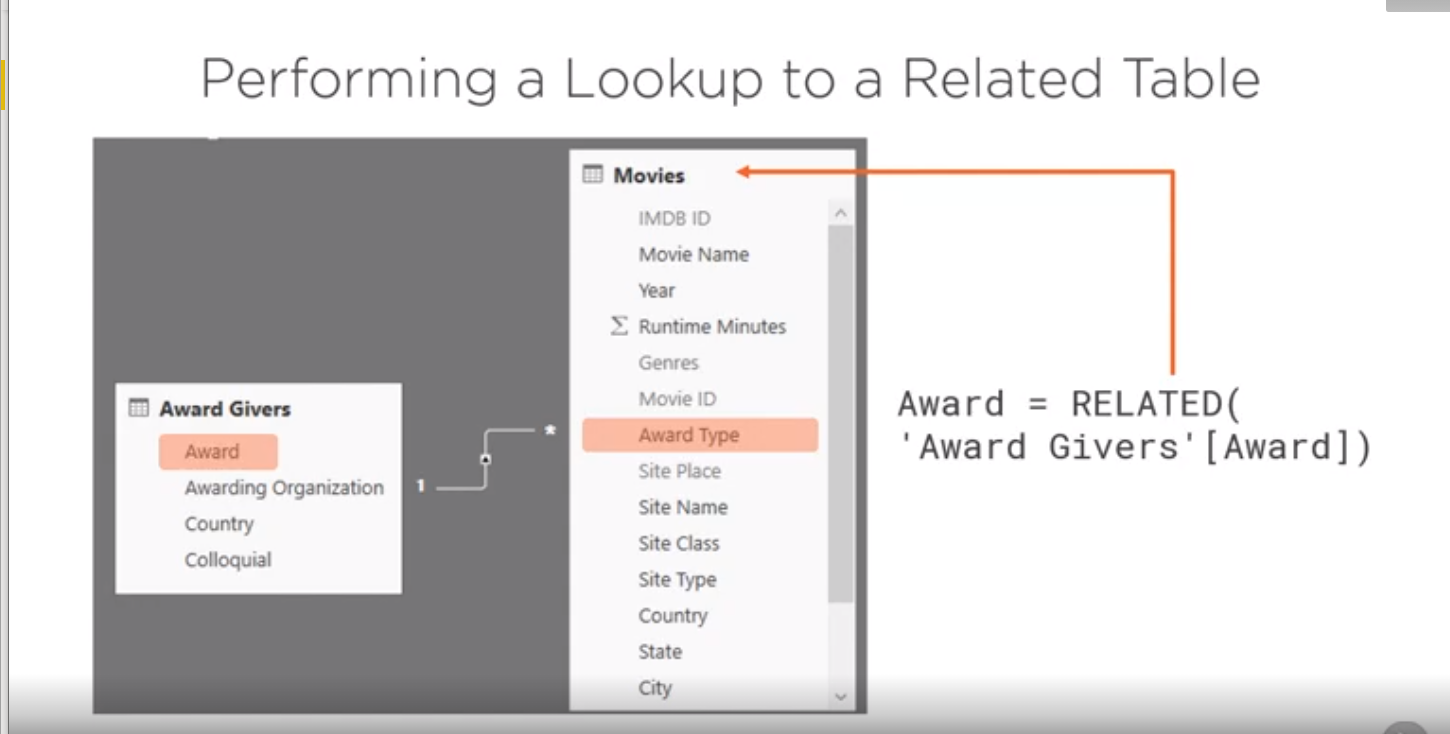 Performing a Lookup to a Related Table
Movies
IMDB ID
Movie Name
Year
Σ Runtime Minutes
Genres
Movie ID
Award Type
Site Place
Site Name
Site Class
Site Type
Country
State
City
Award Givers
Award
Awarding Organization
Country
Colloquial
1
*
Award = RELATED(
'Award Givers'[Award])